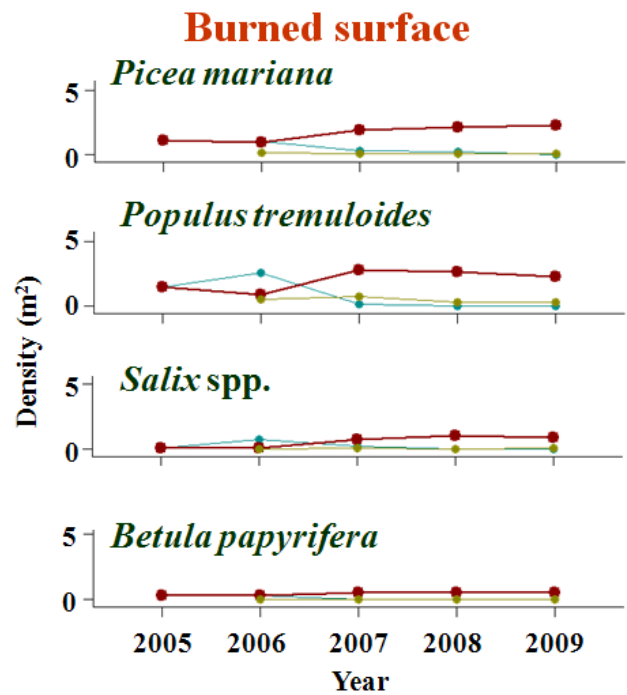 Burned surface
Picea mariana
5
0
Populus tremuloides
5
0
Density (m²)
Salix spp.
5
0
Betula papyrifera
5
0
2005 2006 2007 2008 2009
Year